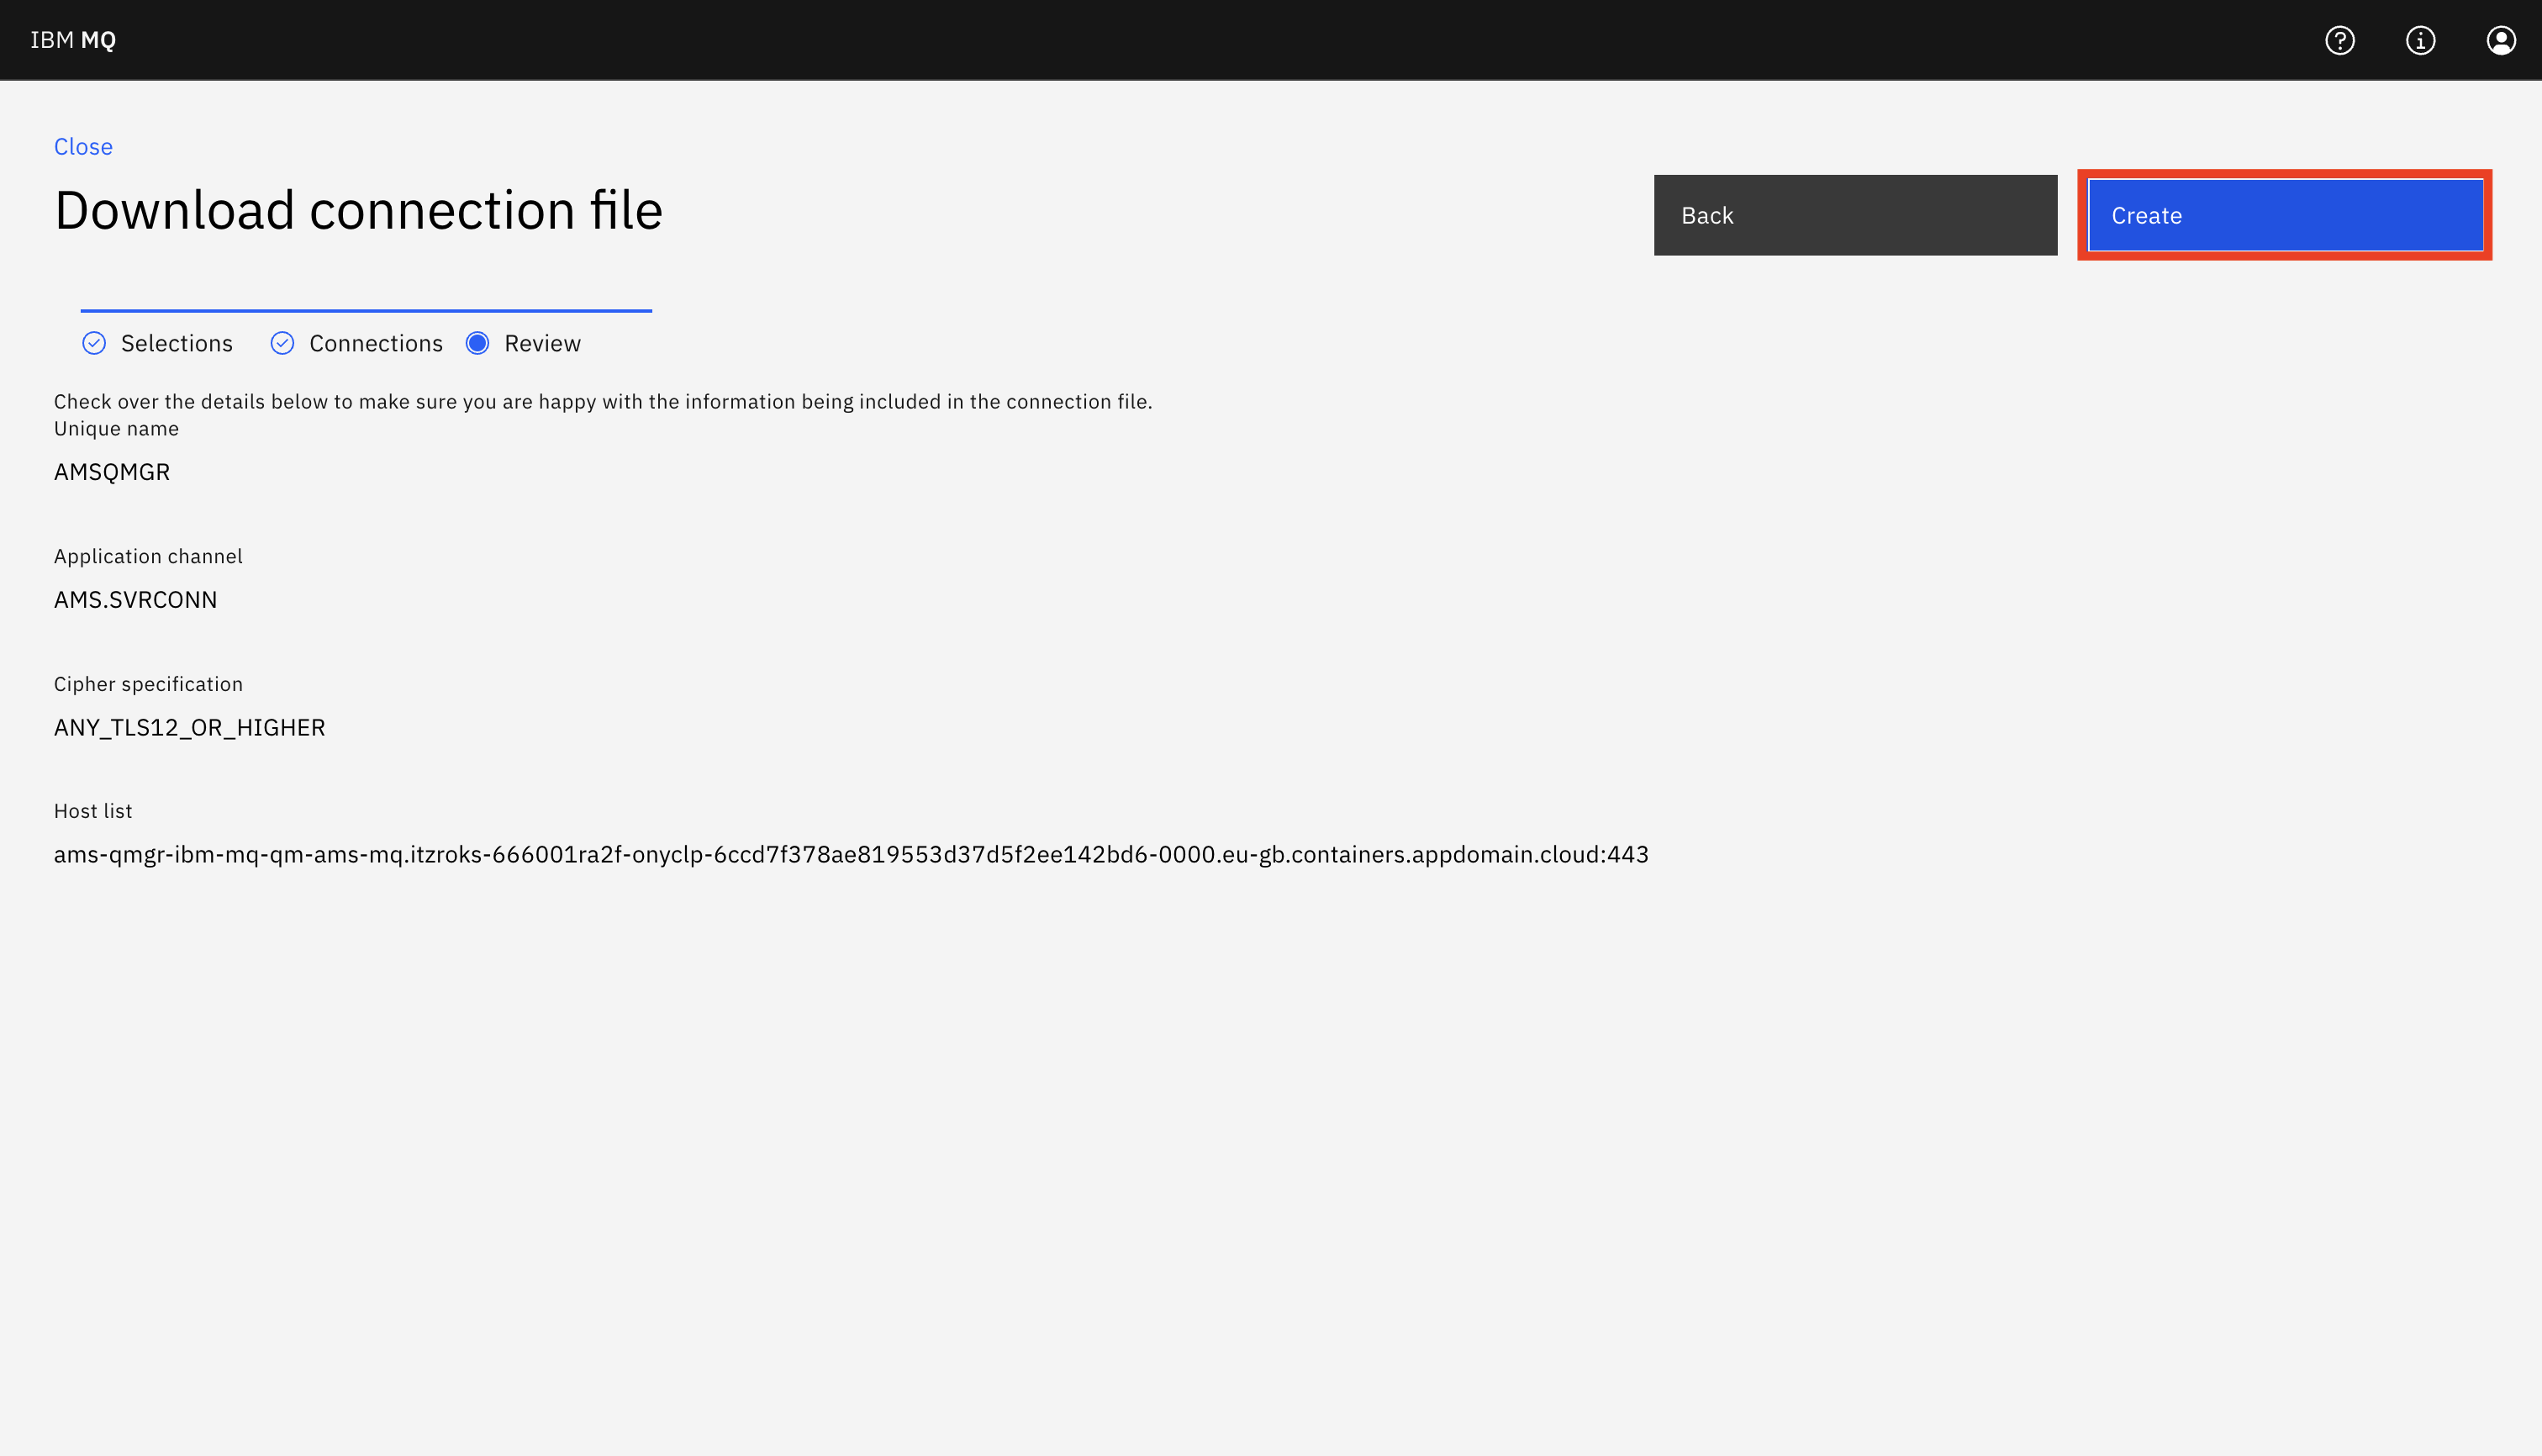 IBM MQ
Close
Download connection file
Back
Create
Selections
Connections
Review
Check over the details below to make sure you are happy with the information being included in the connection file.
Unique name
AMSQMGR
Application channel
AMS.SVRCONN
Cipher specification
ANY_TLS12_OR_HIGHER
Host list
ams-qmgr-ibm-mq-qm-ams-mq.itzroks-666001ra2f-onyclp-6ccd7f378ae819553d37d5f2ee142bd6-0000.eu-gb.containers.appdomain.cloud:443